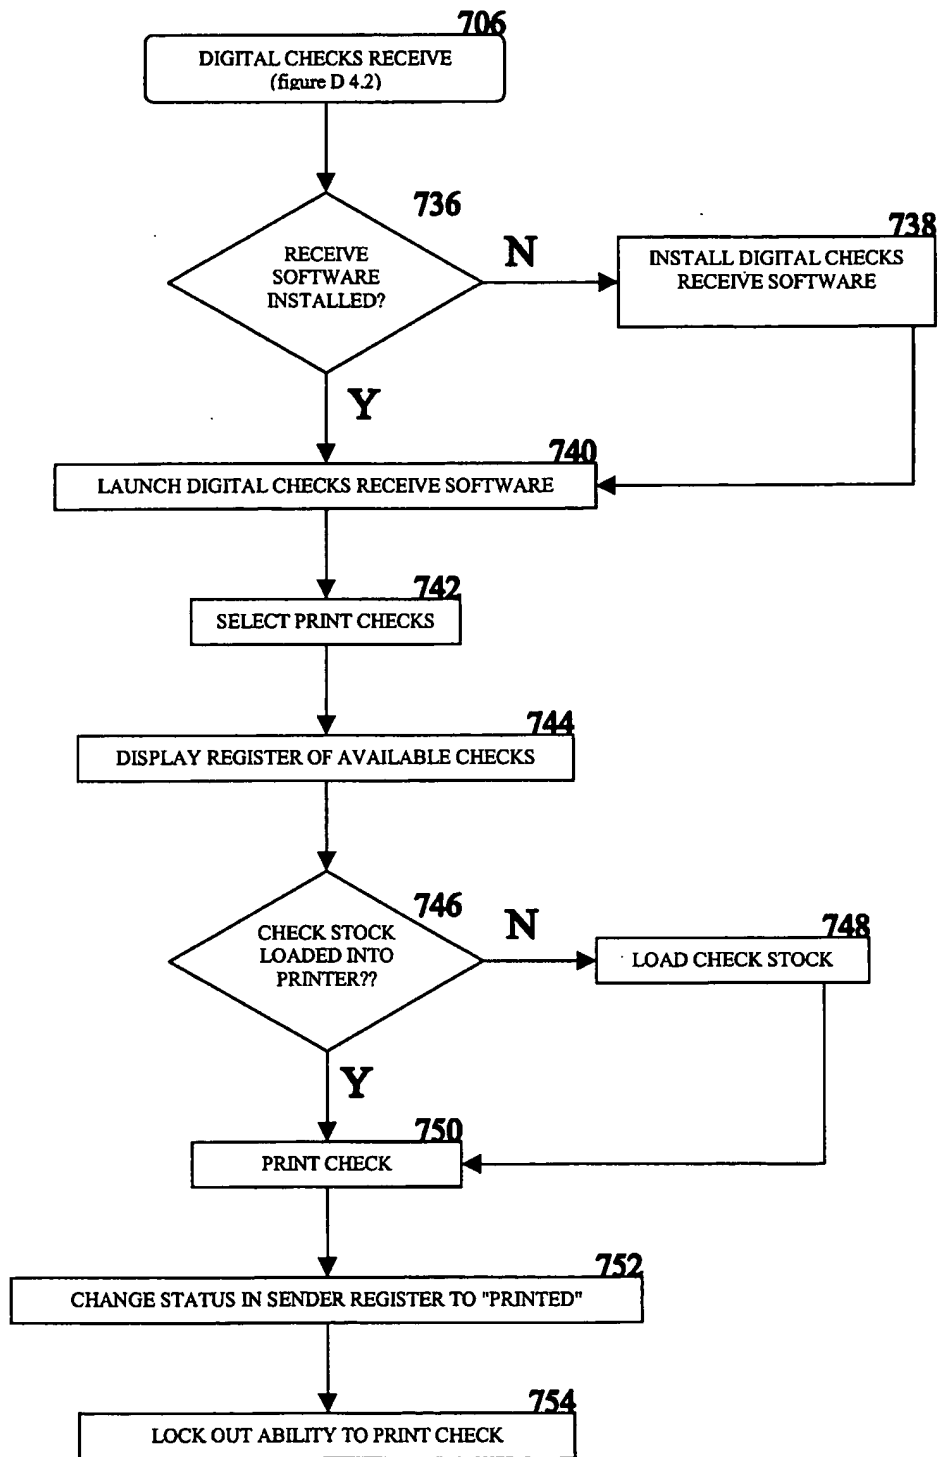 706
DIGITAL CHECKS RECEIVE
(figure D 4.2)
736
RECEIVE
SOFTWARE
INSTALLED?
N
738
INSTALL DIGITAL CHECKS
RECEIVE SOFTWARE
Y
740
LAUNCH DIGITAL CHECKS RECEIVE SOFTWARE
742
SELECT PRINT CHECKS
744
DISPLAY REGISTER OF AVAILABLE CHECKS
746
CHECK STOCK
LOADED INTO
PRINTER??
N
748
LOAD CHECK STOCK
Y
750
PRINT CHECK
752
CHANGE STATUS IN SENDER REGISTER TO "PRINTED"
754
LOCK OUT ABILITY TO PRINT CHECK